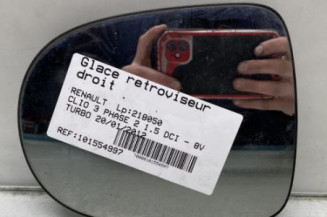 Glace retroviseur
droit
RENAULT Lp:218050
CLIO 3 PHASE 2 1.5 DCI - 8V
TURBO 20/01/2012
REF:101554997